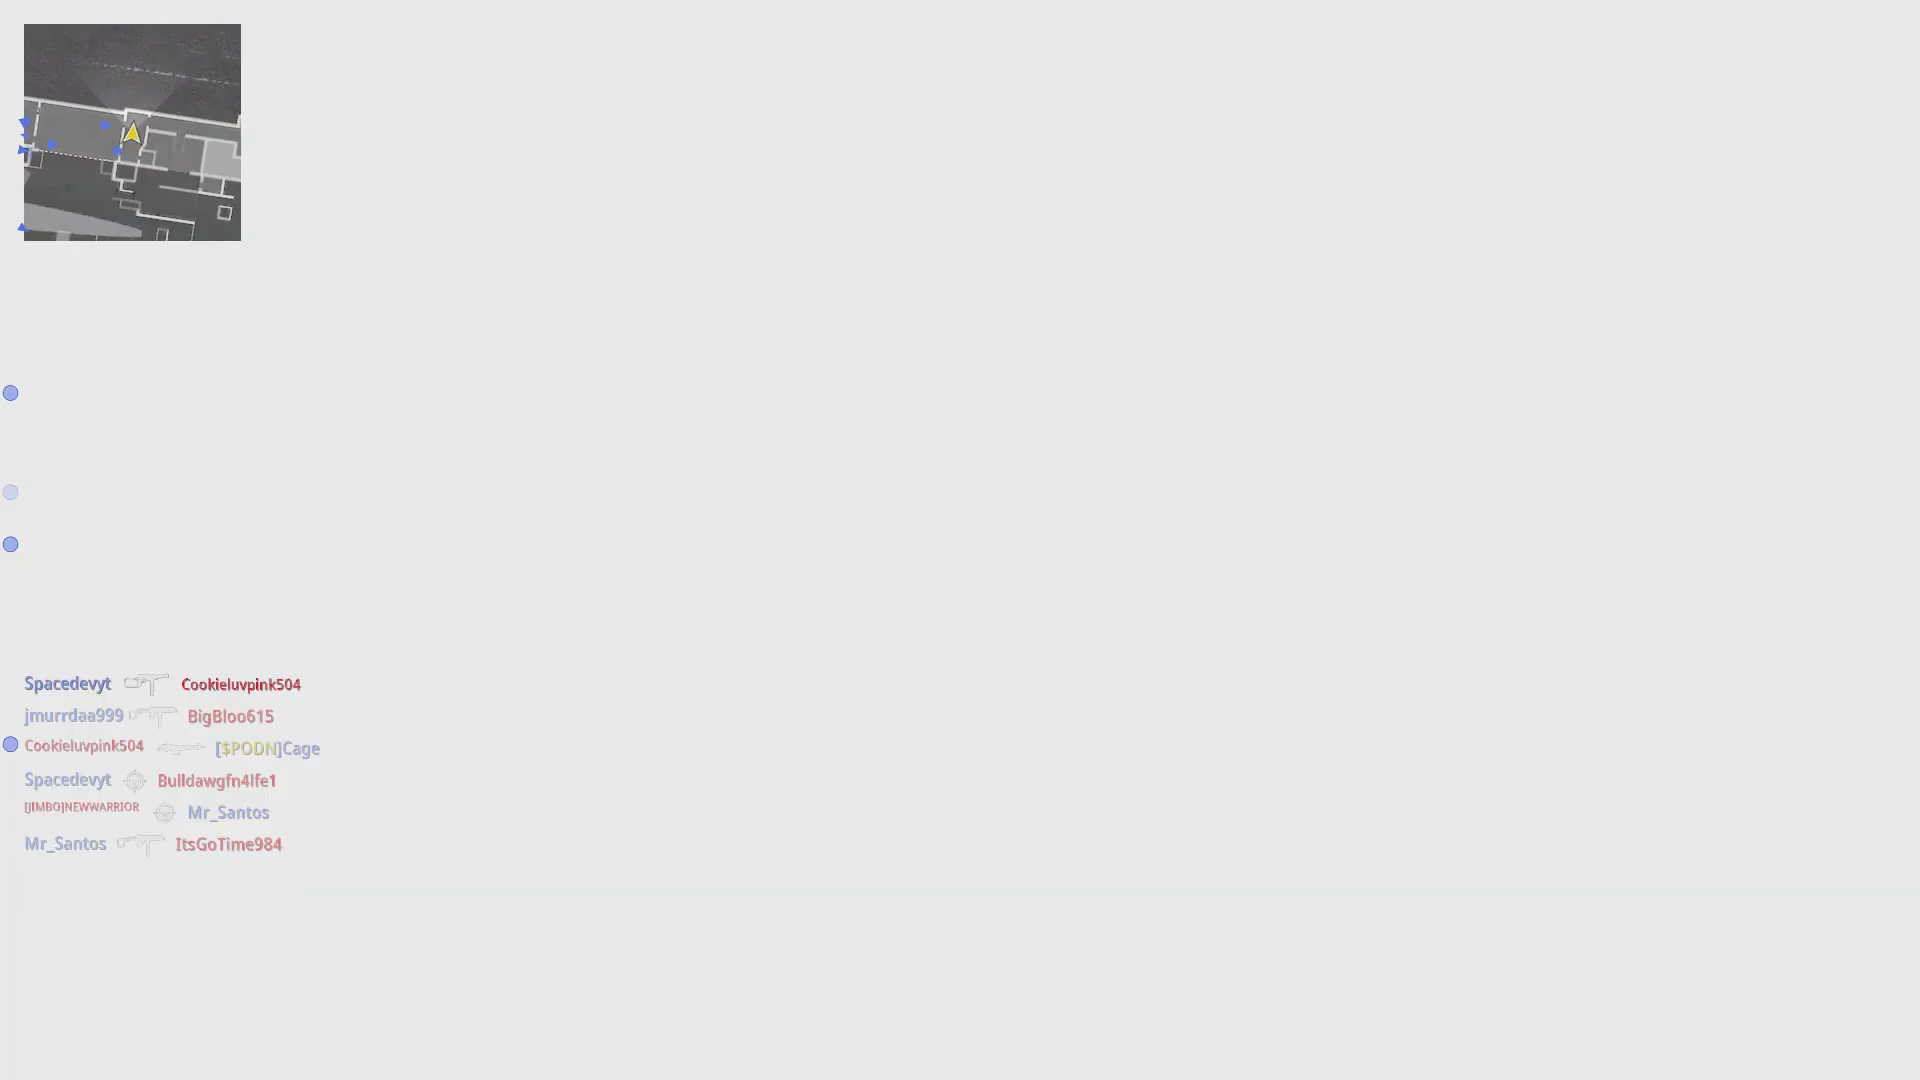 Spacedevyt Cookieluvpink504
jmurrdaa999 BigBloo615
Cookieluvpink504 [$PODN]Cage
Spacedevyt Bulldawgfn4lfe1
[JIMBO]NEWWARRIOR Mr_Santos
Mr_Santos ItsGoTime984